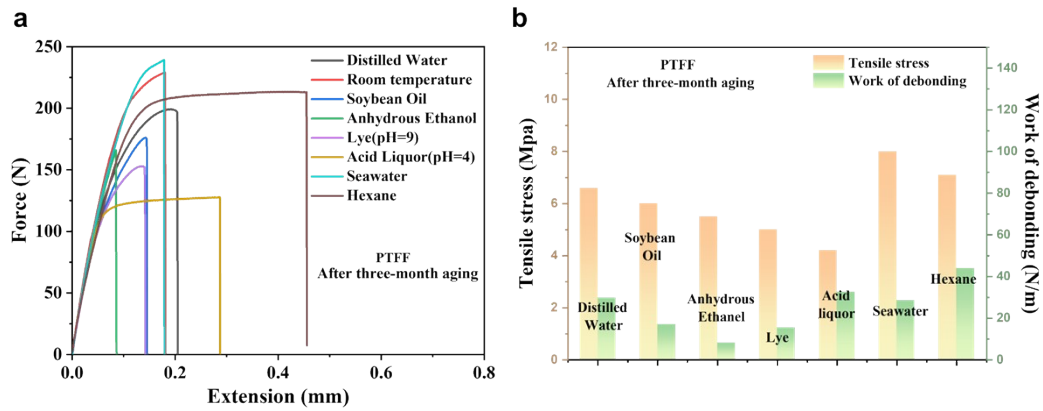 a
250
200
150
100
50
0
Force (N)
0.0
0.2
0.4
0.6
0.8
Extension (mm)
Distilled Water
Room temperature
Soybean Oil
Anhydrous Ethanol
Lye(pH=9)
Acid Liquor(pH=4)
Seawater
Hexane
PTFF
After three-month aging
b
12
10
8
6
4
2
0
Tensile stress (Mpa)
PTFF
After three-month aging
Tensile stress
Work of debonding
Distilled
Water
Soybean
Oil
Anhydrous
Ethanel
Lye
Acid
liquor
Seawater
Hexane
140
120
100
80
60
40
20
0
Work of debonding (N/m)